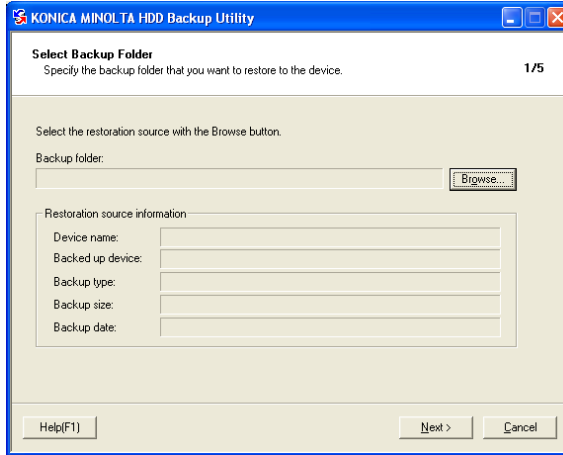 KONICA MINOLTA HDD Backup Utility
Select Backup Folder
Specify the backup folder that you want to restore to the device.
1/5
Select the restoration source with the Browse button.
Backup folder:
Browse...
Restoration source information
Device name:
Backed up device:
Backup type:
Backup size:
Backup date:
Help(F1)
Next >
Cancel